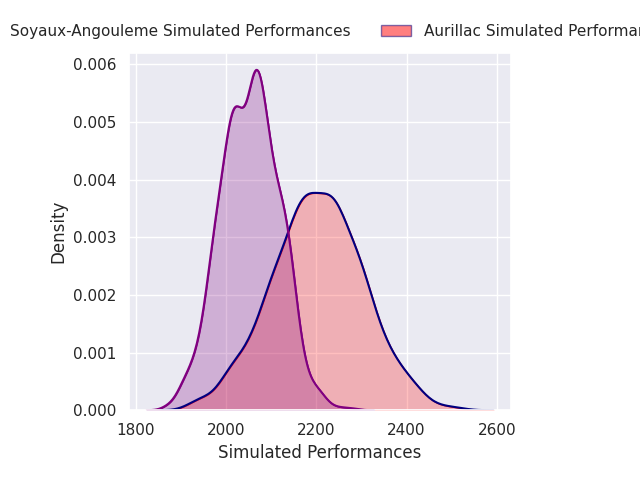 Soyaux-Angouleme Simulated Performances
Aurillac Simulated Performan
0.006
0.005
0.004
0.003
0.002
0.001
0.000
Density
1800 2000 2200 2400 2600
Simulated Performances